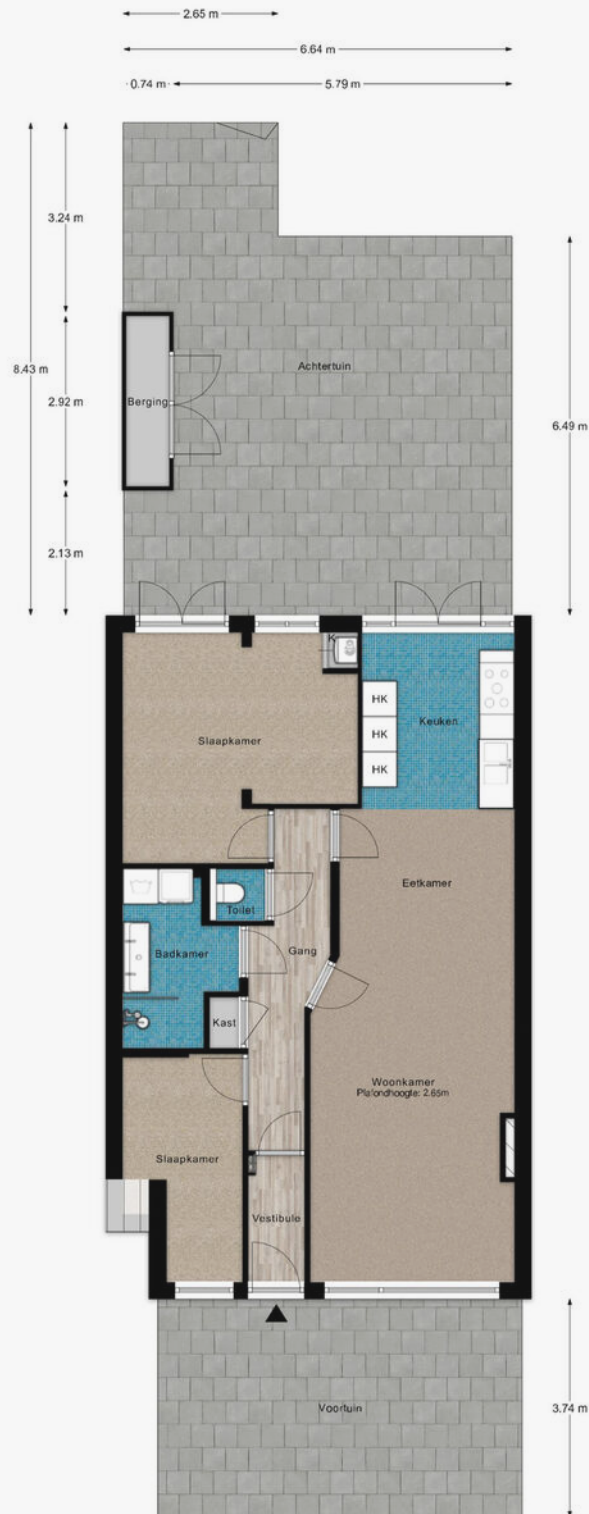 2.65 m
6.64 m
0.74 m
5.79 m
3.24 m
8.43 m
Achtertuin
2.92 m
Berging
6.49 m
2.13 m
K
HK
Keuken
Slaapkamer
HK
HK
Eetkamer
Toilet
Gang
Badkamer
Kast
Woonkamer
Plafondhoogte: 2.65m
Slaapkamer
Vestibule
Voortuin
3.74 m